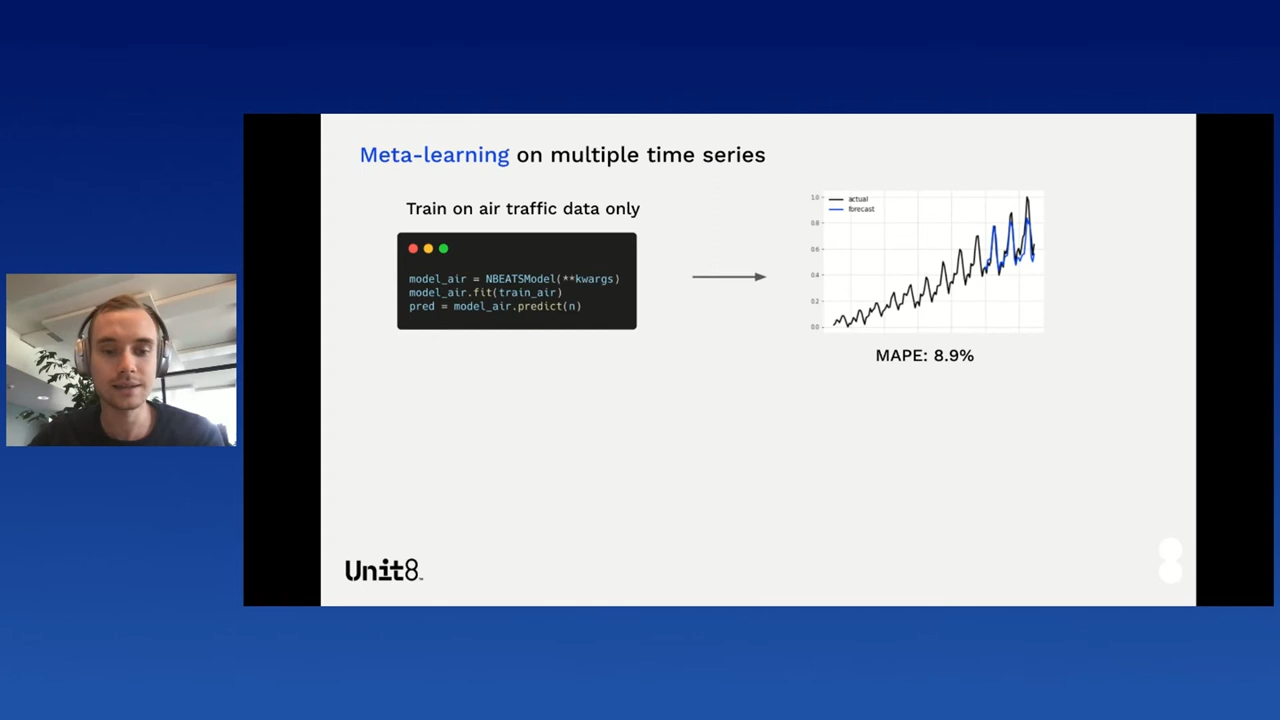 Meta-learning on multiple time series
Train on air traffic data only
model_air = NBEATSModel(**kwargs)
model_air.fit(train_air)
pred = model_air.predict(n)
actual
forecast
1.0
0.8
0.6
0.4
0.2
0.0
MAPE: 8.9%
Unit8™